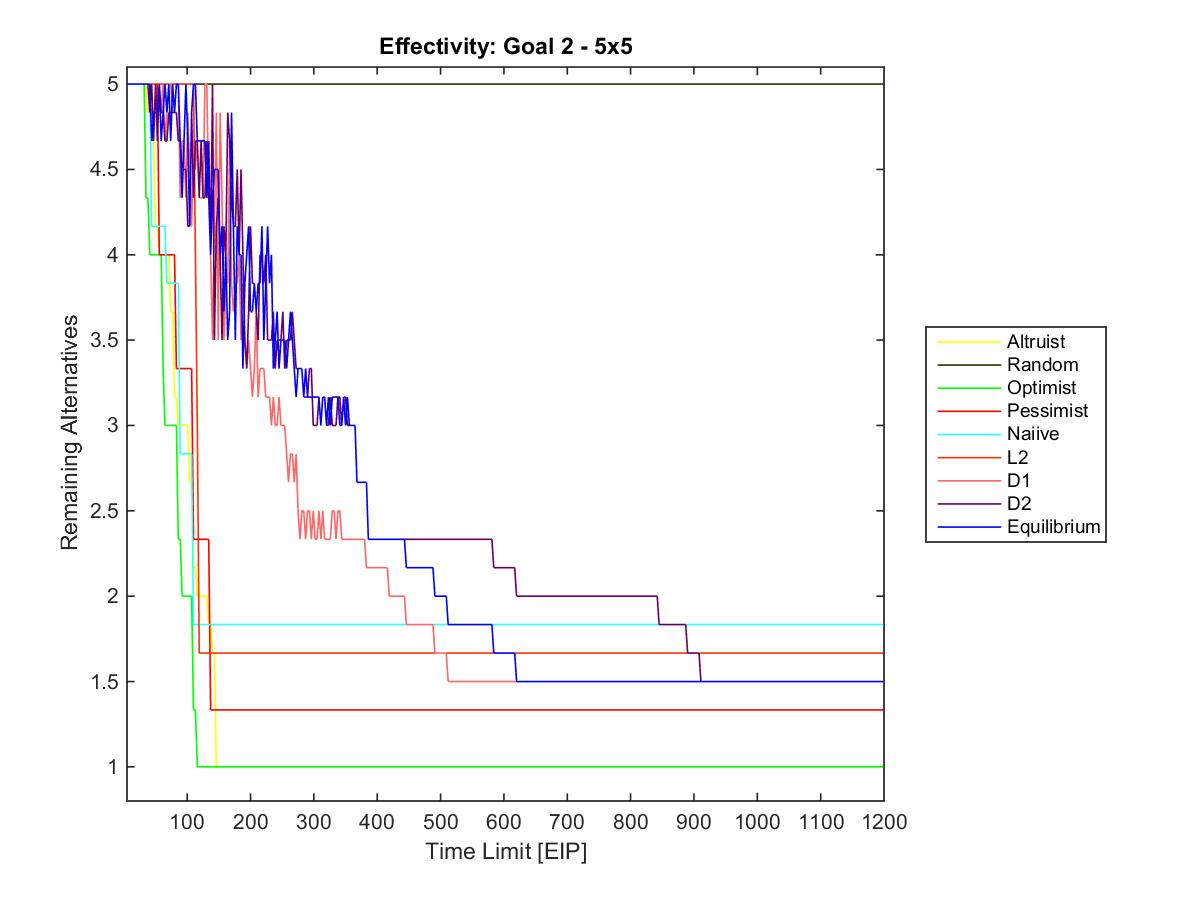 Effectivity: Goal 2 - 5x5
Remaining Alternatives
5
4.5
4
3.5
3
2.5
2
1.5
1
100 200 300 400 500 600 700 800 900 1000 1100 1200
Time Limit [EIP]
Altruist
Random
Optimist
Pessimist
Naiive
L2
D1
D2
Equilibrium